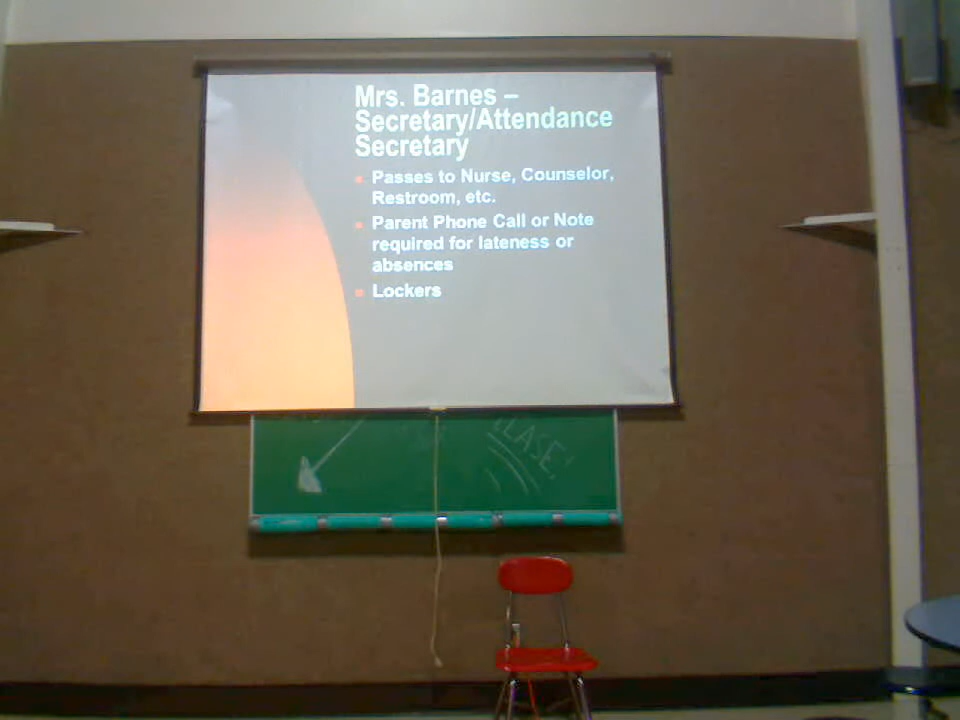 Mrs. Barnes –
Secretary/Attendance
Secretary
Passes to Nurse, Counselor,
Restroom, etc.
Parent Phone Call or Note
required for lateness or
absences
Lockers